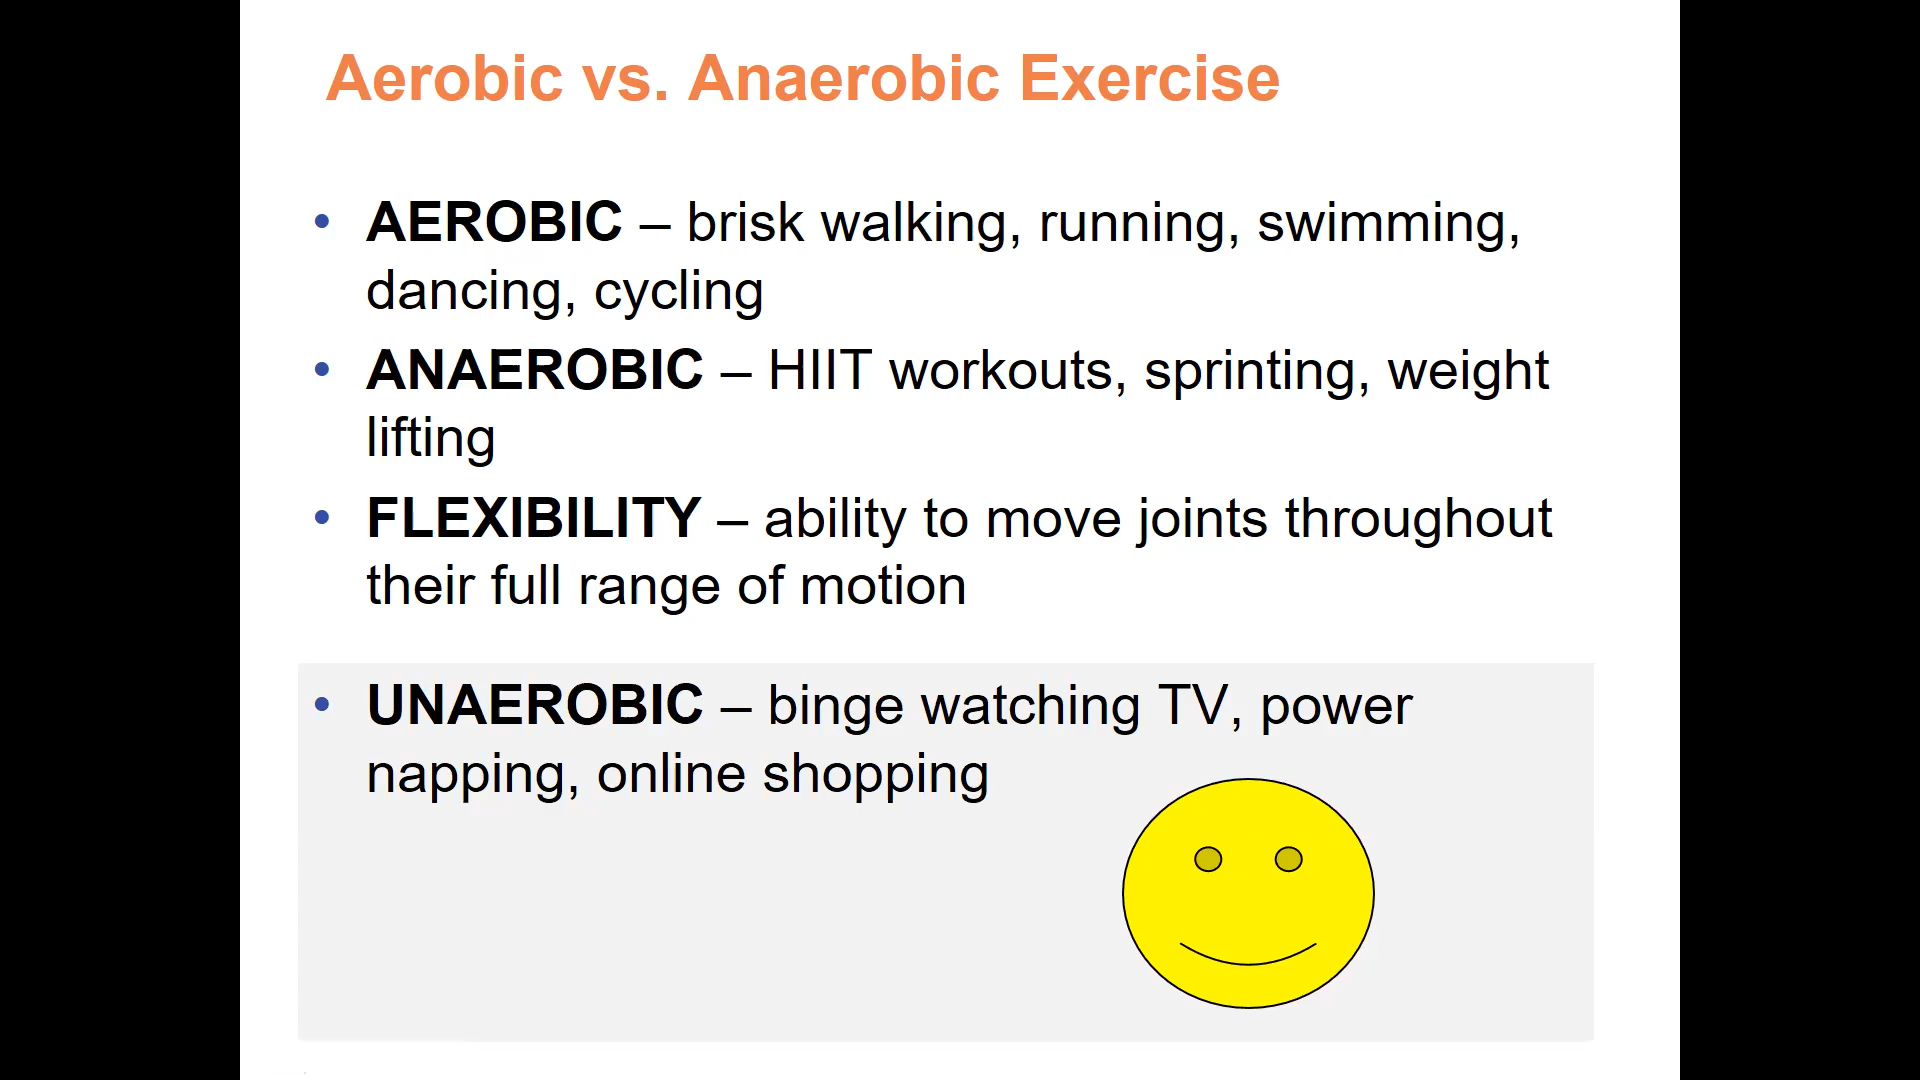 Aerobic vs. Anaerobic Exercise
• AEROBIC – brisk walking, running, swimming,
dancing, cycling
• ANAEROBIC – HIIT workouts, sprinting, weight
lifting
• FLEXIBILITY – ability to move joints throughout
their full range of motion
• UNAEROBIC – binge watching TV, power
napping, online shopping